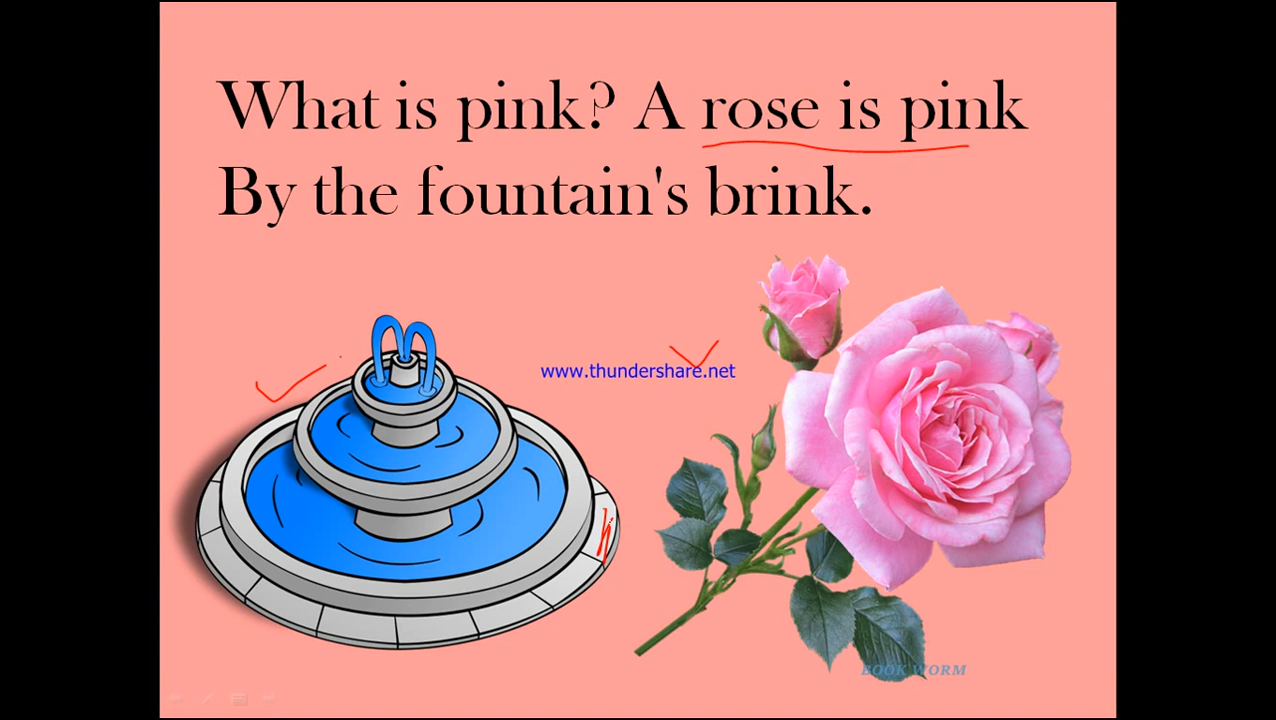 What is pink? A rose is pink
By the fountain's brink.
www.thundershare.net
BOOK WORM